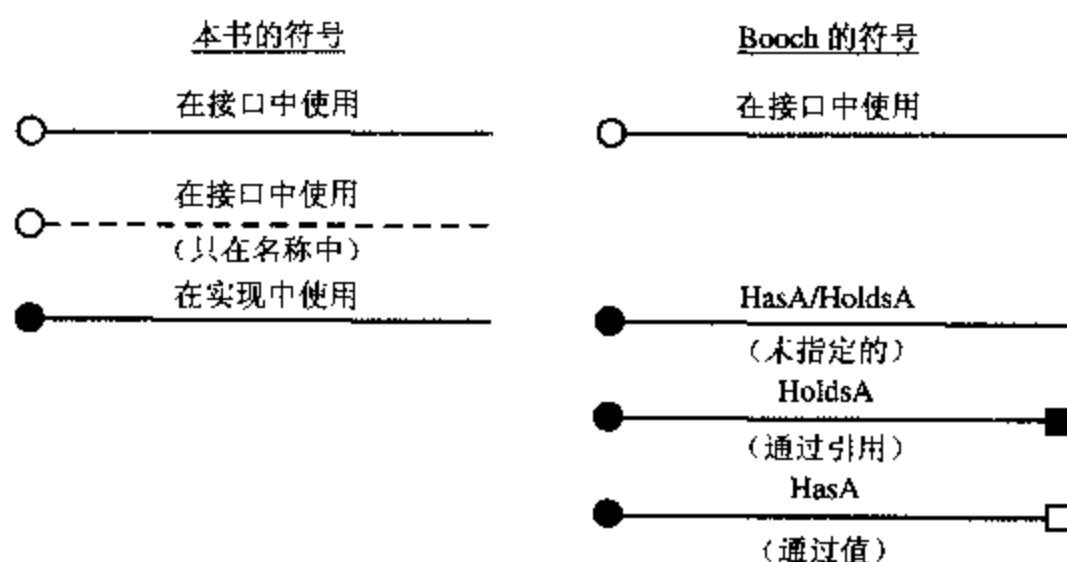 本书的符号
在接口中使用
在接口中使用
(只在名称中)
在实现中使用
Booch 的符号
在接口中使用
HasA/HoldsA
(未指定的)
HoldsA
(通过引用)
HasA
(通过值)